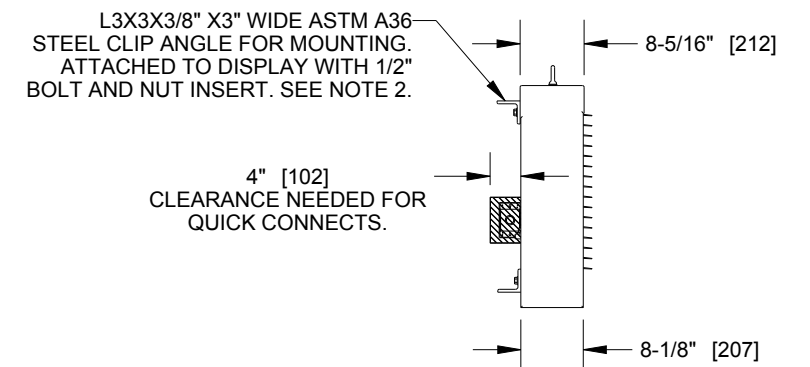 L3X3X3/8" X3" WIDE ASTM A36
STEEL CLIP ANGLE FOR MOUNTING.
ATTACHED TO DISPLAY WITH 1/2"
BOLT AND NUT INSERT. SEE NOTE 2.
8-5/16" [212]
4" [102]
CLEARANCE NEEDED FOR
QUICK CONNECTS.
8-1/8" [207]